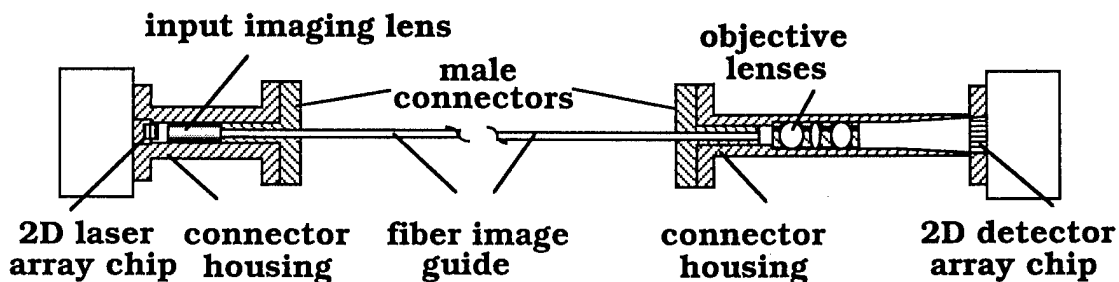 input imaging lens
objective
lenses
male
connectors
2D laser
array chip
connector
housing
fiber image
guide
connector
housing
2D detector
array chip